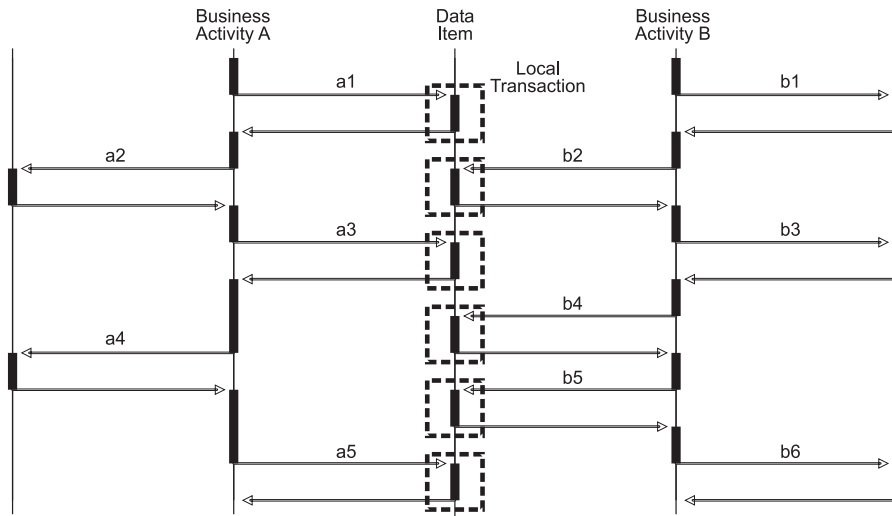 Business
Activity A
Data
Item
Business
Activity B
Local
Transaction
a1
b1
a2
b2
a3
b3
b4
a4
b5
a5
b6